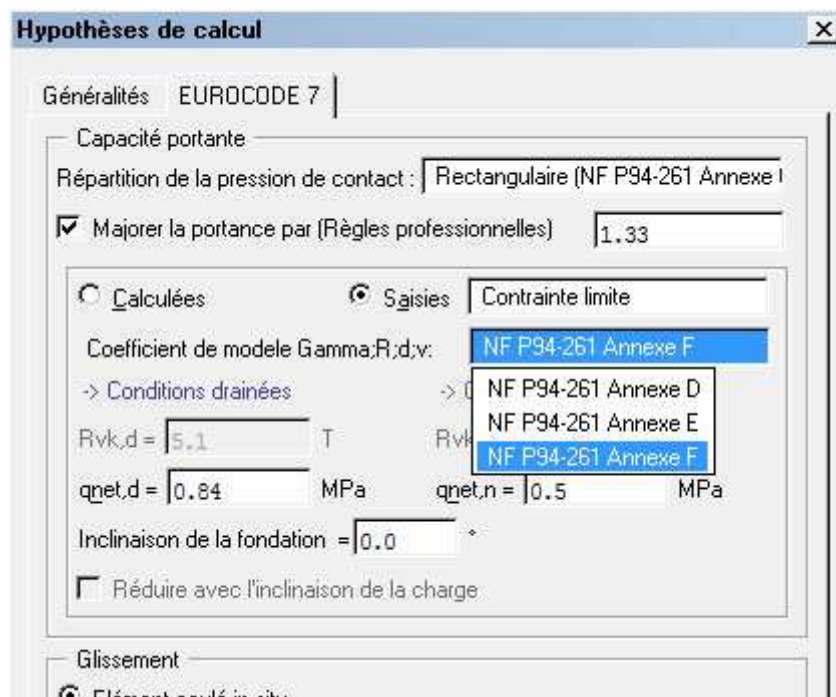 Hypothèses de calcul
Généralités EUROCODE 7
Capacité portante
Répartition de la pression de contact : Rectangulaire (NF P94-261 Annexe
Majorer la portance par (Règles professionnelles) 1.33
Calculées Saisies Contrainte limite
Coefficient de modele Gamma;R;d;v: NF P94-261 Annexe F
-> Conditions drainées ->
NF P94-261 Annexe D
NF P94-261 Annexe E
Rvk,d = 5.1 T Rvk
NF P94-261 Annexe F
qnet,d = 0.84 MPa qnet,n = 0.5 MPa
Inclinaison de la fondation = 0.0 °
Réduire avec l'inclinaison de la charge
Glissement
Elément coulé in situ